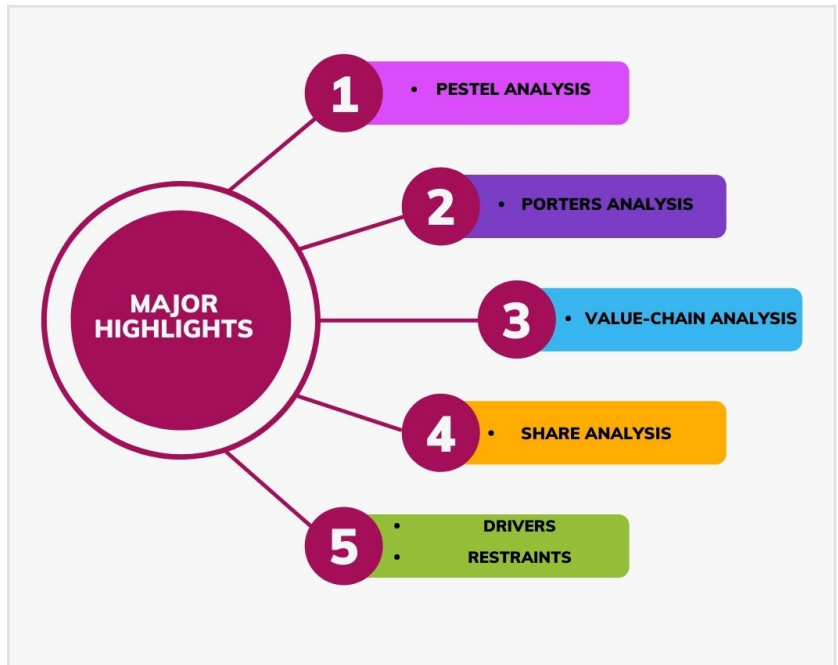 1
• PESTEL ANALYSIS
2
• PORTERS ANALYSIS
MAJOR
HIGHLIGHTS
3
• VALUE-CHAIN ANALYSIS
4
• SHARE ANALYSIS
5
• DRIVERS
• RESTRAINTS